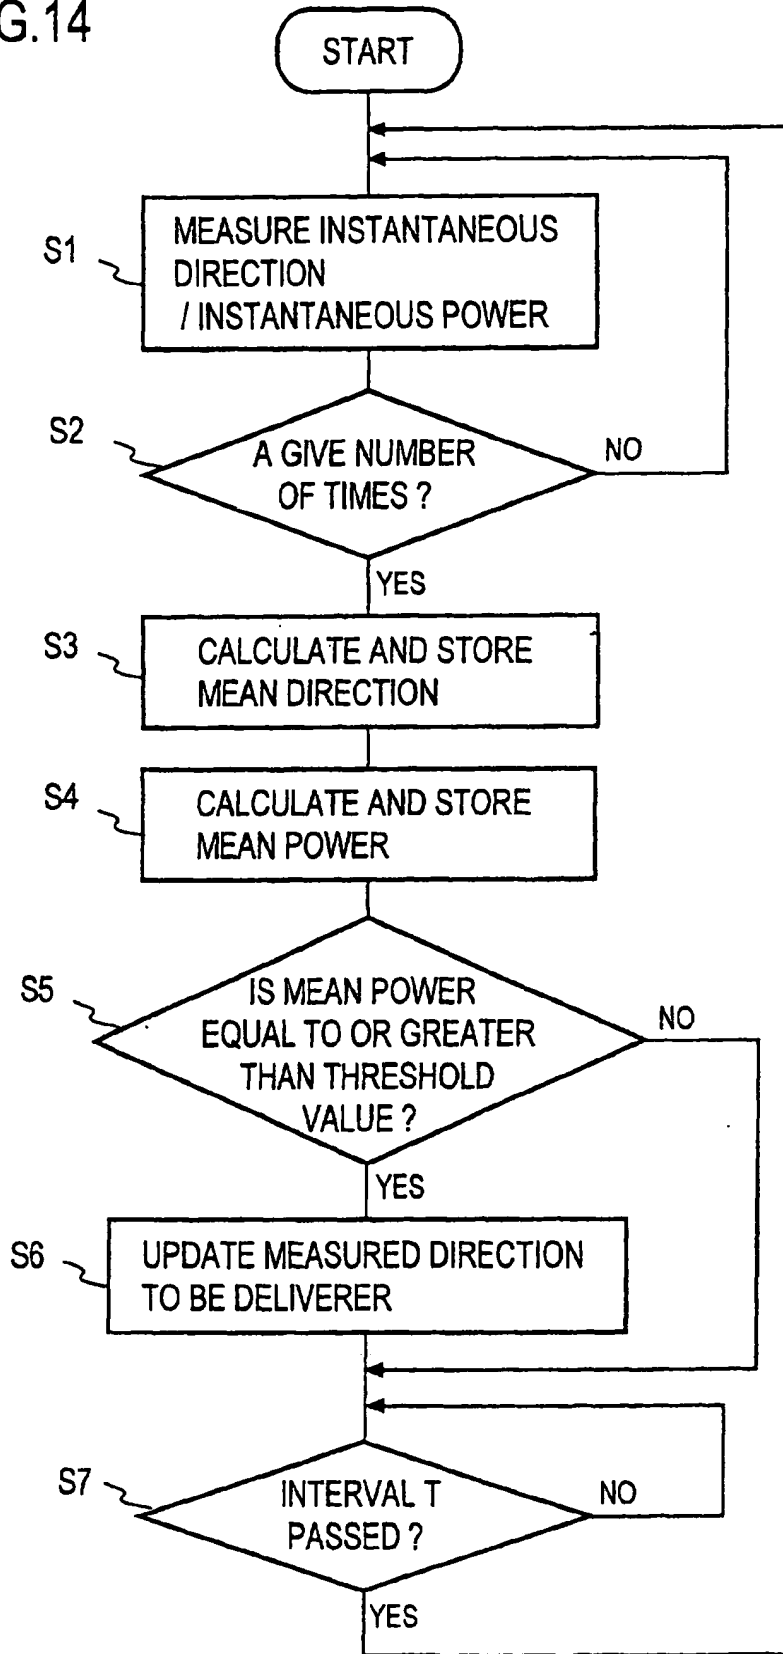 G.14
START
S1
MEASURE INSTANTANEOUS
DIRECTION
/ INSTANTANEOUS POWER
S2
A GIVE NUMBER
OF TIMES ?
NO
YES
S3
CALCULATE AND STORE
MEAN DIRECTION
S4
CALCULATE AND STORE
MEAN POWER
S5
IS MEAN POWER
EQUAL TO OR GREATER
THAN THRESHOLD
VALUE ?
NO
YES
S6
UPDATE MEASURED DIRECTION
TO BE DELIVERER
S7
INTERVAL T
PASSED ?
NO
YES